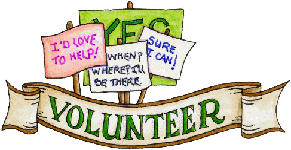 YES
I'D LOVE
TO HELP!
WHEN?
WHERE? I'LL
BE THERE.
SURE
I CAN!
VOLUNTEER